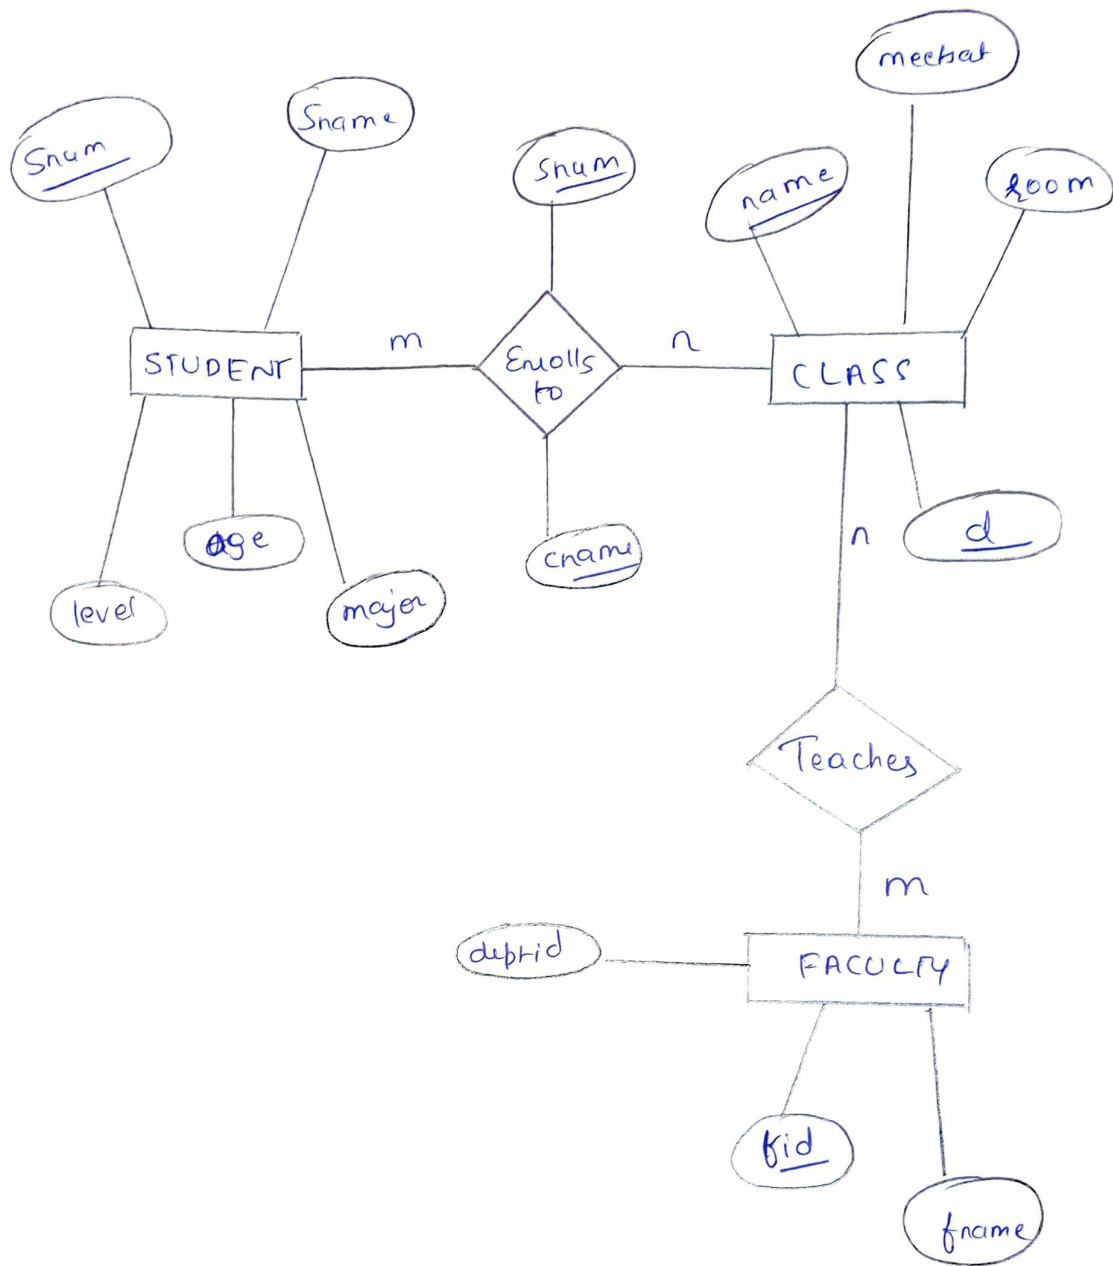 meetsat
Sname
Snum
Snum
name
room
m
n
STUDENT
Enrolls
to
CLASS
n
d
age
cname
level
major
Teaches
m
deptid
FACULTY
fid
fname